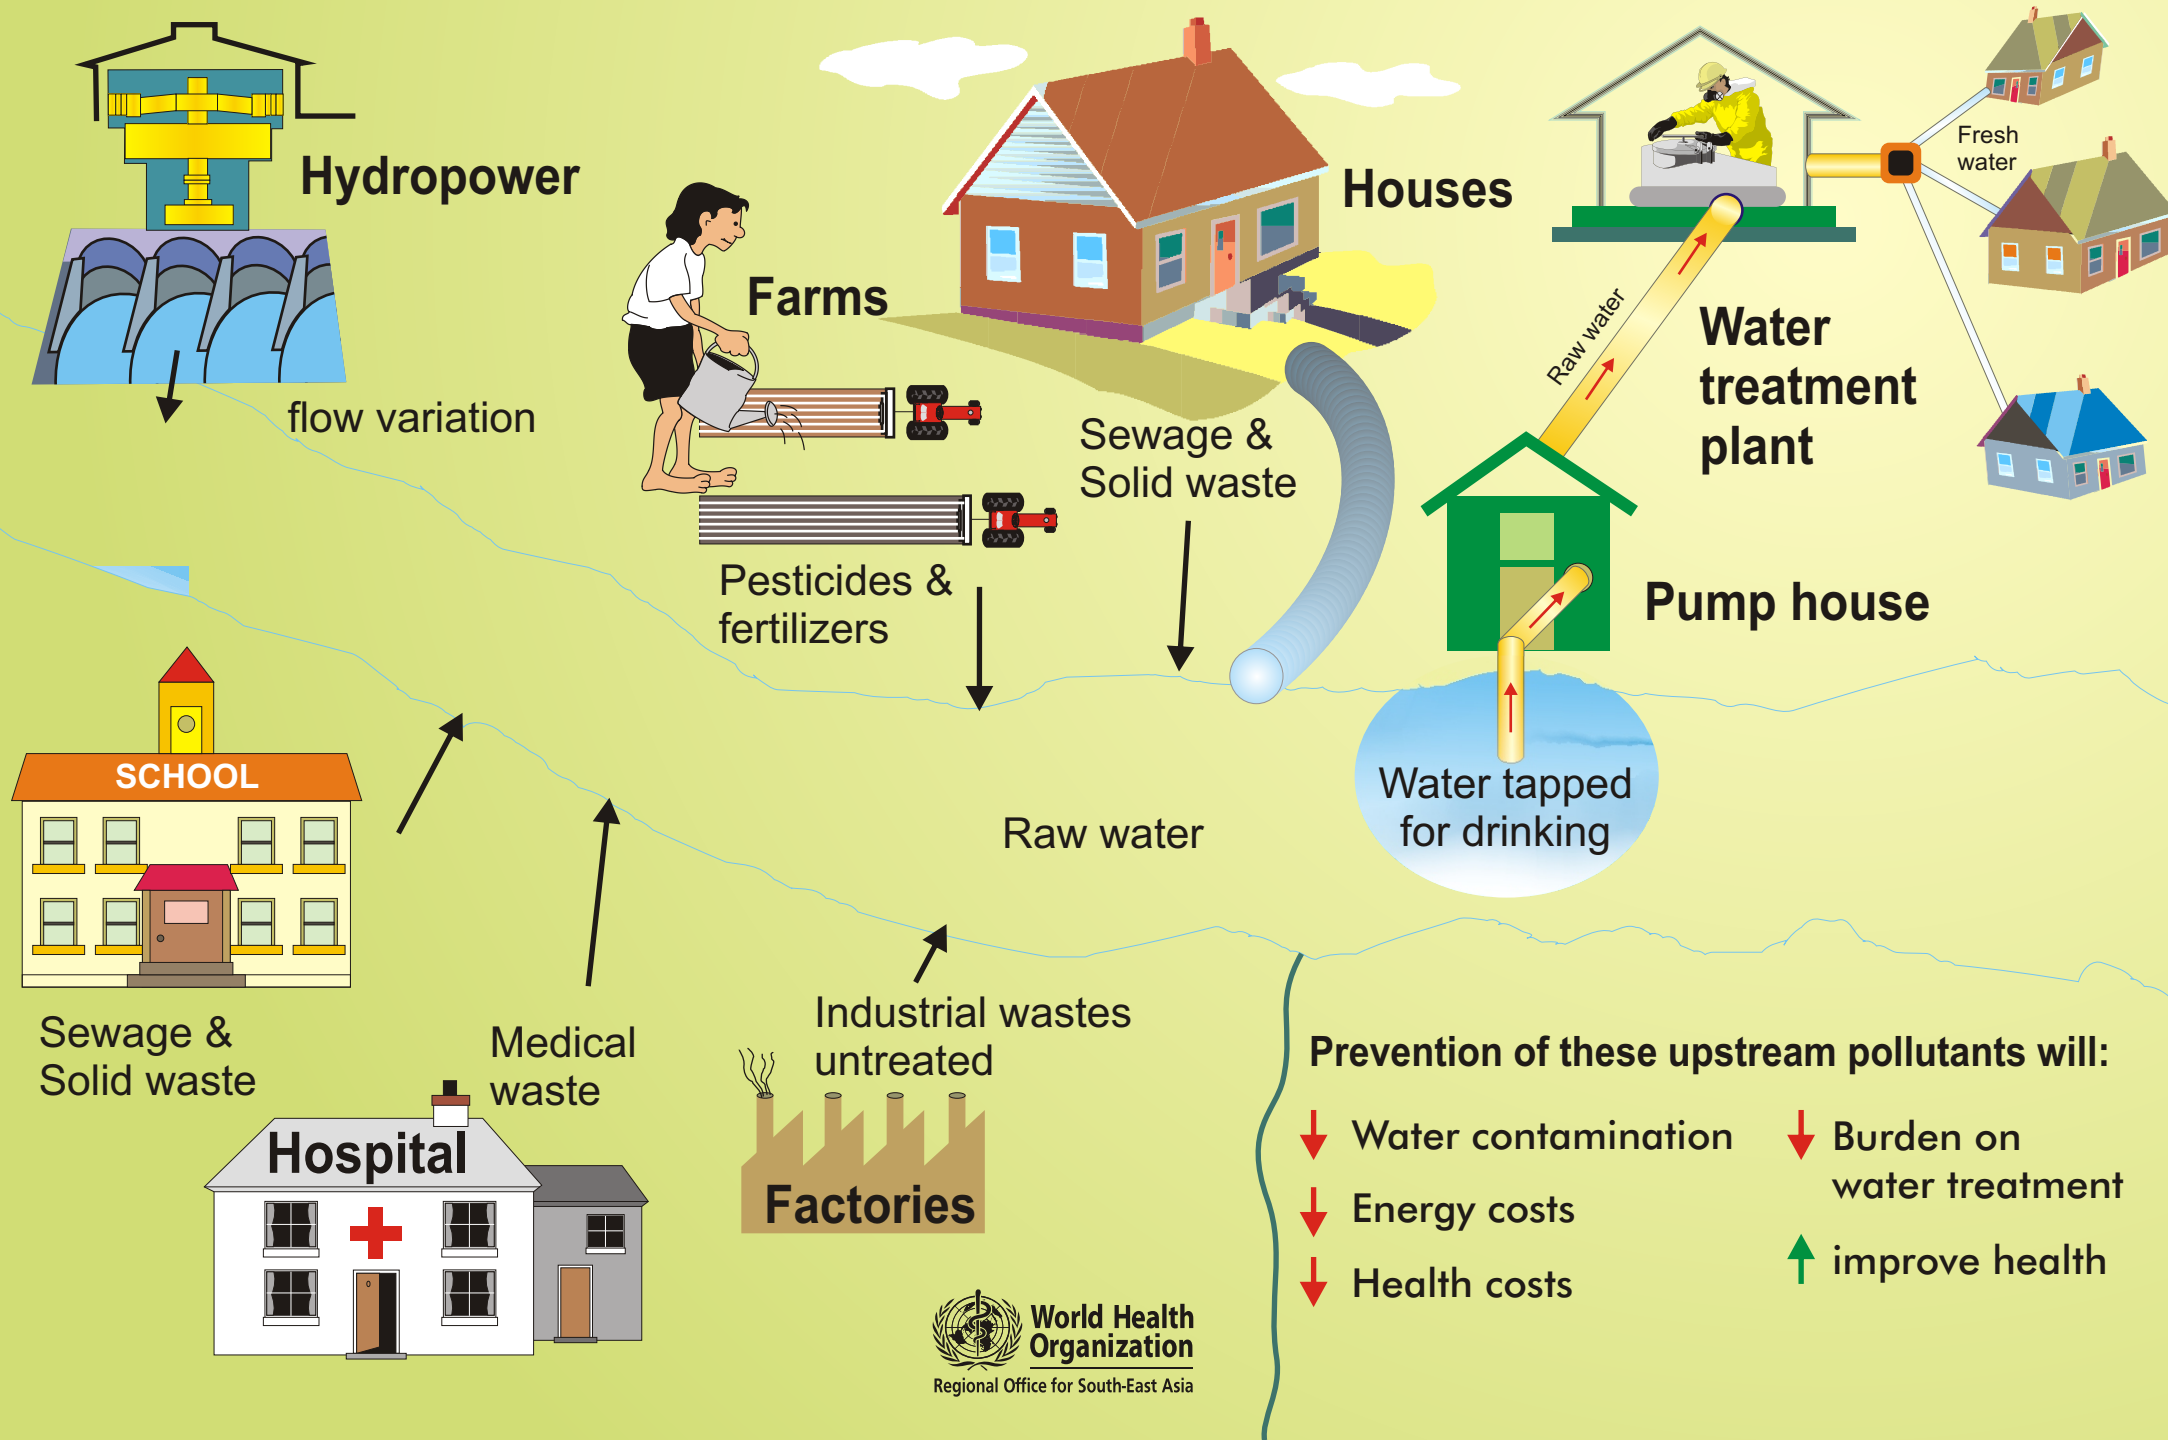 Hydropower
flow variation
Farms
Pesticides &
fertilizers
Houses
Sewage &
Solid waste
Fresh
water
Raw water
Water
treatment
plant
Pump house
Water tapped
for drinking
Raw water
SCHOOL
Sewage &
Solid waste
Medical
waste
Hospital
Industrial wastes
untreated
Factories
World Health
Organization
Regional Office for South-East Asia
Prevention of these upstream pollutants will:
Water contamination
Energy costs
Health costs
Burden on
water treatment
improve health